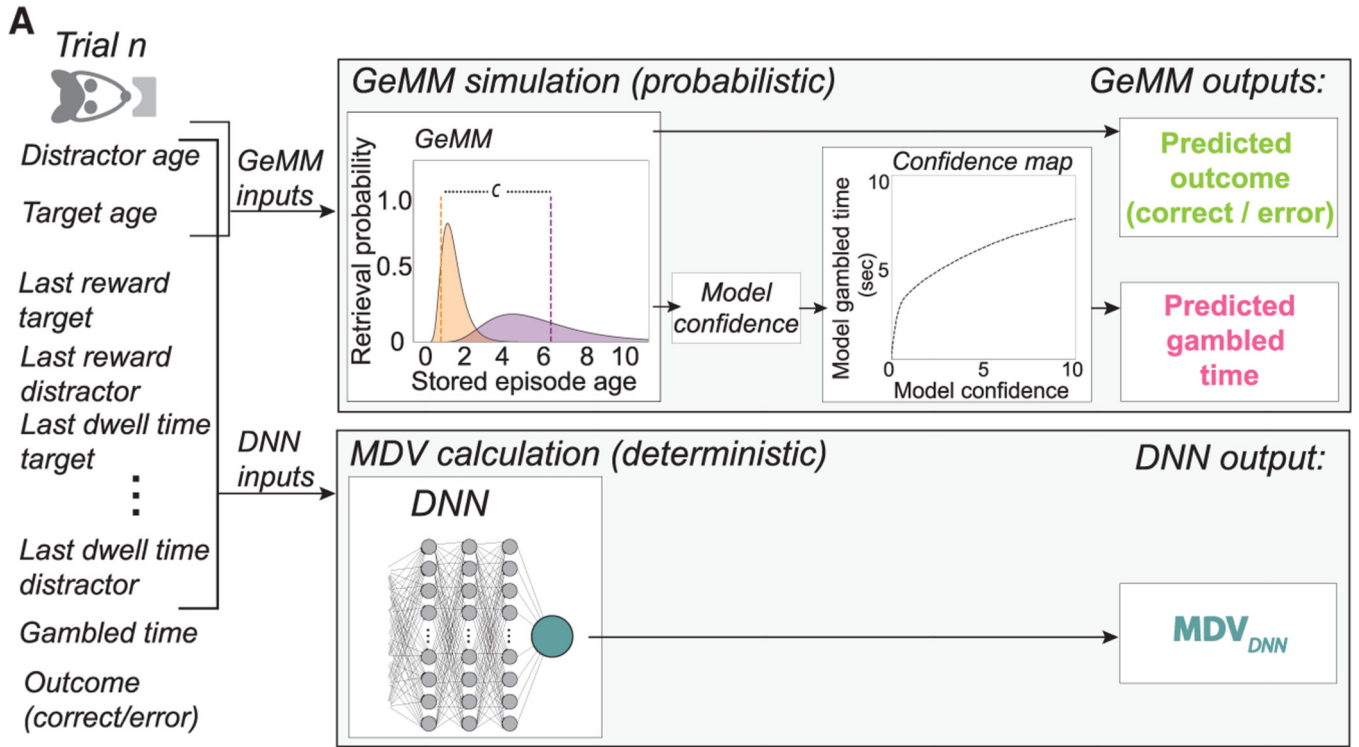 A
Trial n
Distractor age
Target age
Last reward
target
Last reward
distractor
Last dwell time
target
Last dwell time
distractor
Gambled time
Outcome
(correct/error)
GeMM
inputs
DNN
inputs
GeMM simulation (probabilistic)
GeMM outputs:
GeMM
Retrieval probability
1.0
0.5
0
c
0 2 4 6 8 10
Stored episode age
Model
confidence
Confidence map
Model gambled time
(sec)
10
5
0 5 10
Model confidence
Predicted
outcome
(correct / error)
Predicted
gambled
time
MDV calculation (deterministic)
DNN output:
DNN
MDV DNN